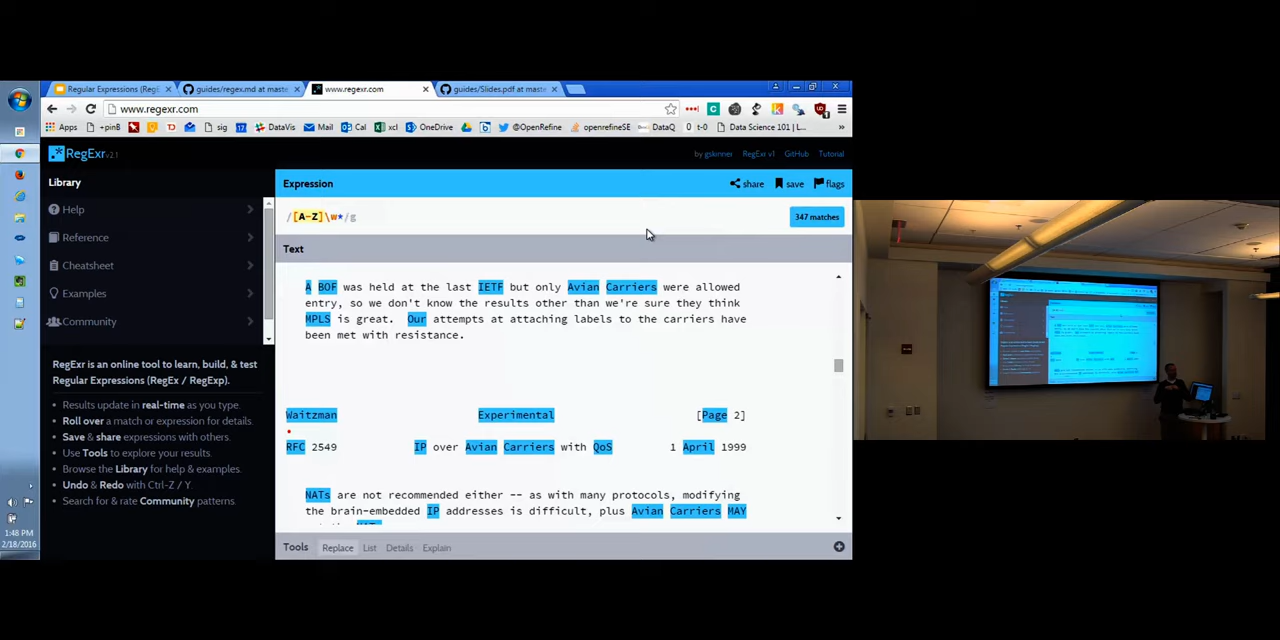 Regular Expressions (Reg
guides/regex.md at maste
www.regexr.com
guides/Slides.pdf at maste
www.regexr.com
Apps
+pinB
sig
DataVis
Mail
Cal
xcl
OneDrive
@OpenRefine
openrefineSE
DataQ
t-0
Data Science 101 | L...
»
RegExr v2.1
by gskinner
RegExr v1
GitHub
Tutorial
Library
Help
Reference
Cheatsheet
Examples
Community
RegExr is an online tool to learn, build, & test
Regular Expressions (RegEx / RegExp).
Results update in real-time as you type.
Roll over a match or expression for details.
Save & share expressions with others.
Use Tools to explore your results.
Browse the Library for help & examples.
Undo & Redo with Ctrl-Z / Y.
Search for & rate Community patterns.
Expression
share
save
flags
/[A-Z]\w*/g
347 matches
Text
A BOF was held at the last IETF but only Avian Carriers were allowed
entry, so we don't know the results other than we're sure they think
MPLS is great.  Our attempts at attaching labels to the carriers have
been met with resistance.
Waitzman Experimental [Page 2]
RFC 2549 IP over Avian Carriers with QoS 1 April 1999
NATs are not recommended either -- as with many protocols, modifying
the brain-embedded IP addresses is difficult, plus Avian Carriers MAY
Tools
Replace
List
Details
Explain
1:48 PM
2/18/2016